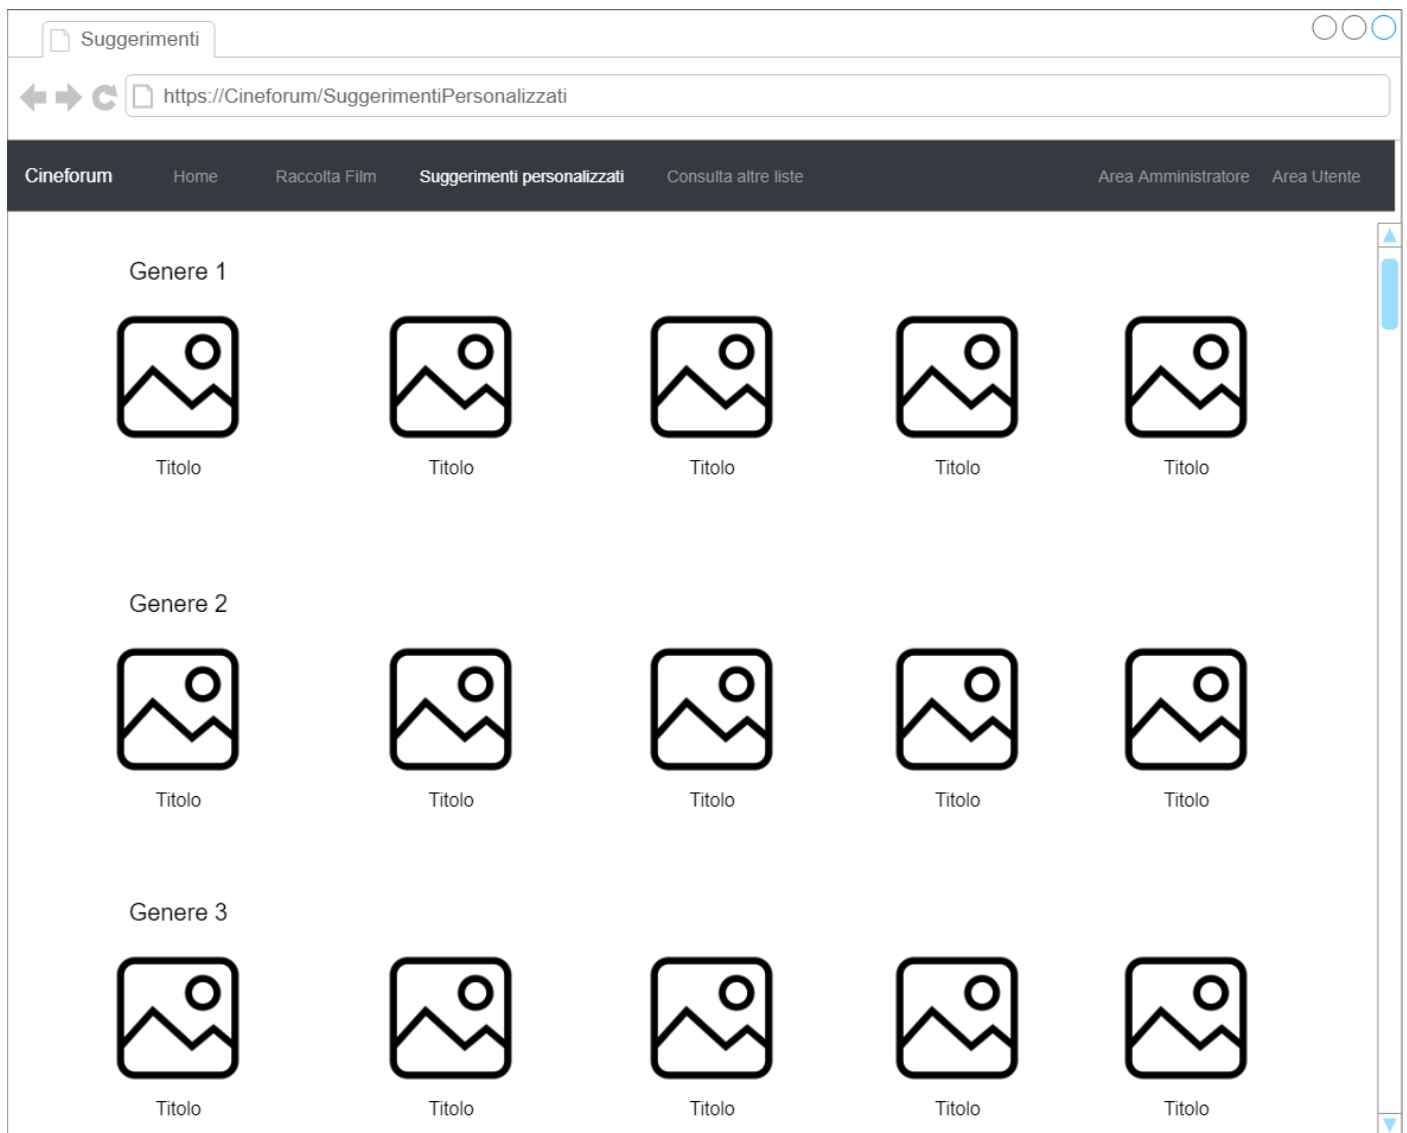 Suggerimenti
https://Cineforum/SuggerimentiPersonalizzati
Cineforum Home Raccolta Film Suggerimenti personalizzati Consulta altre liste Area Amministratore Area Utente
Genere 1
Titolo Titolo Titolo Titolo Titolo
Genere 2
Titolo Titolo Titolo Titolo Titolo
Genere 3
Titolo Titolo Titolo Titolo Titolo